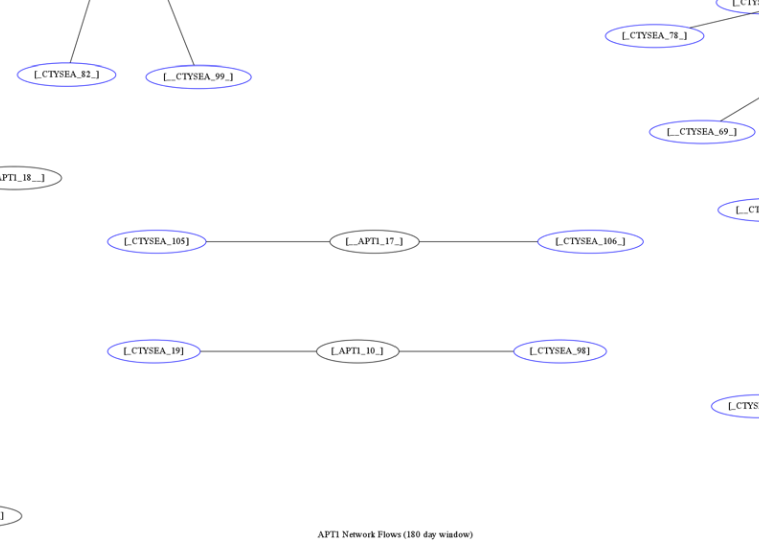 [_CTYS
[_CTYSEA_78_]
[_CTYSEA_82_]
[__CTYSEA_99_]
[__CTYSEA_69_]
APT1_18__]
[__CT
[_CTYSEA_105]
[__APT1_17_]
[_CTYSEA_106_]
[_CTYSEA_19]
[_APT1_10_]
[_CTYSEA_98]
[_CTYS
]
APT1 Network Flows (180 day window)